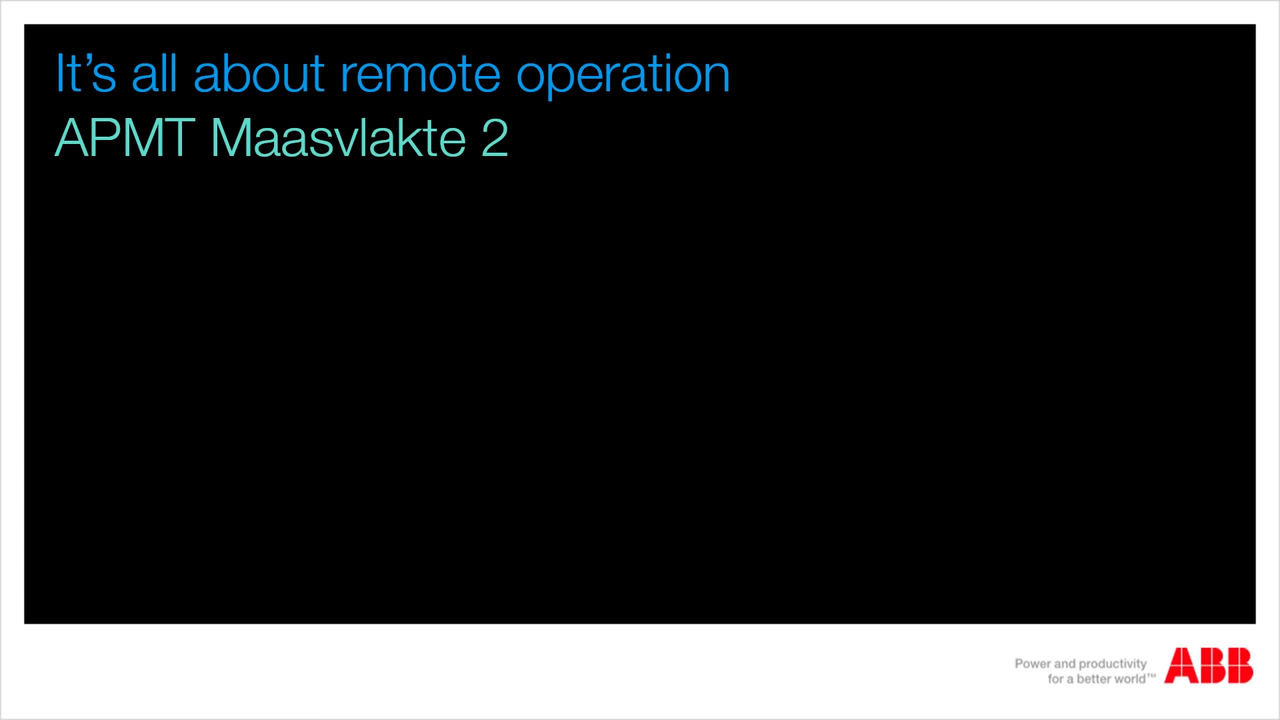 It’s all about remote operation
APMT Maasvlakte 2
Power and productivity
for a better world™
ABB